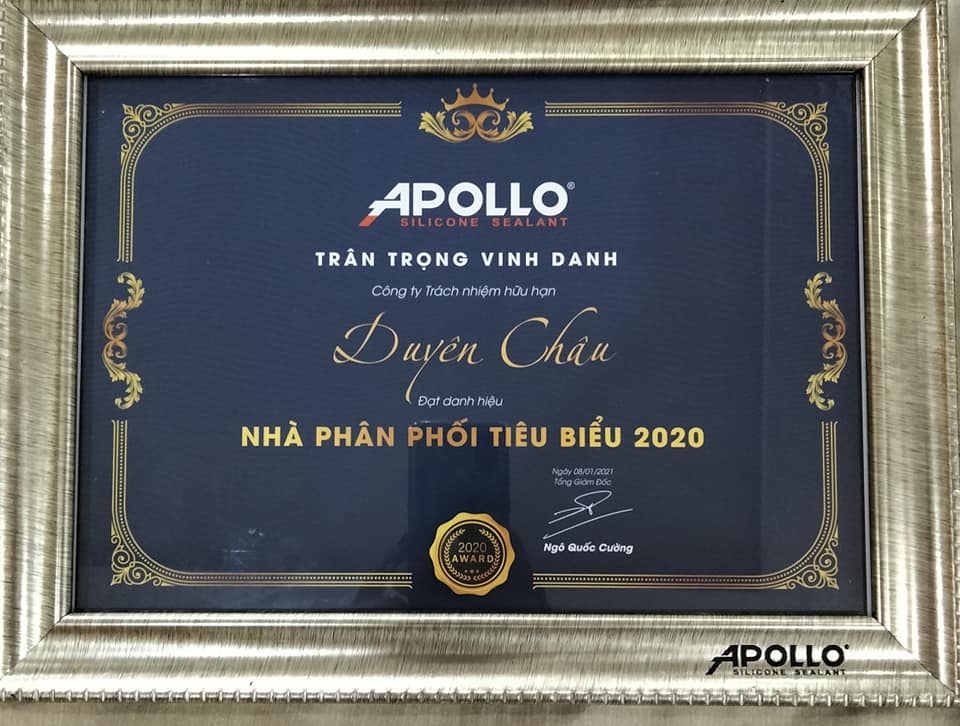 APOLLO®
SILICONE SEALANT
TRÂN TRỌNG VINH DANH
Công ty Trách nhiệm hữu hạn
Duyên Châu
Đạt danh hiệu
NHÀ PHÂN PHỐI TIÊU BIỂU 2020
Ngày 08/01/2021
Tổng Giám Đốc
Ngô Quốc Cường
2020
AWARD
APOLLO®
SILICONE SEALANT